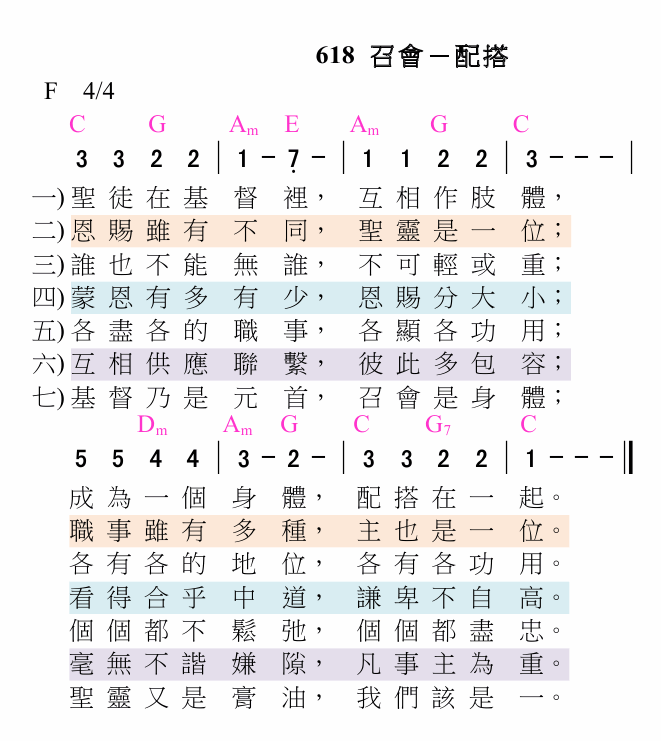 618 召會－配搭
F 4/4
C G Am E Am G C
3 3 2 2 | 1 － 7 － | 1 1 2 2 | 3 － － － |
一) 聖徒在基督裡，互相作肢體，
二) 恩賜雖有不同，聖靈是一位；
三) 誰也不能無誰，不可輕或重；
四) 蒙恩有多有少，恩賜分大小；
五) 各盡各的職事，各顯各功用；
六) 互相供應聯繫，彼此多包容；
七) 基督乃是元首，召會是身體；
Dm Am G C G7 C
5 5 4 4 | 3 － 2 － | 3 3 2 2 | 1 － － － ‖
成為一個身體，配搭在一起。
職事雖有多種，主也是一位。
各有各的地位，各有各功用。
看得合乎中道，謙卑不自高。
個個都不鬆弛，個個都盡忠。
毫無不諧嫌隙，凡事主為重。
聖靈又是膏油，我們該是一。